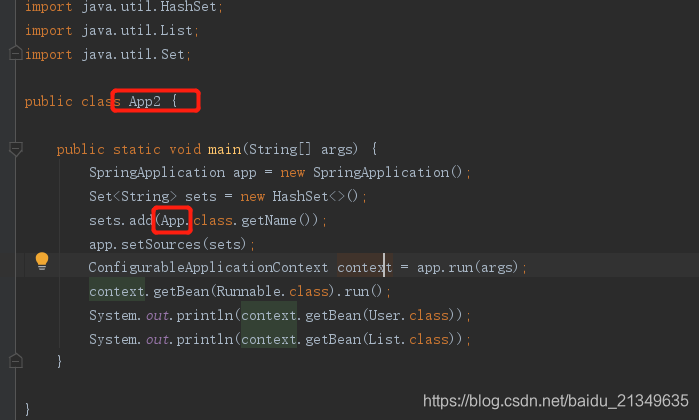 import java.util.HashSet;
import java.util.List;
import java.util.Set;
public class App2 {
public static void main(String[] args) {
SpringApplication app = new SpringApplication();
Set<String> sets = new HashSet<>();
sets.add(App.class.getName());
app.setSources(sets);
ConfigurableApplicationContext context = app.run(args);
context.getBean(Runnable.class).run();
System.out.println(context.getBean(User.class));
System.out.println(context.getBean(List.class));
}
}
https://blog.csdn.net/baidu_21349635